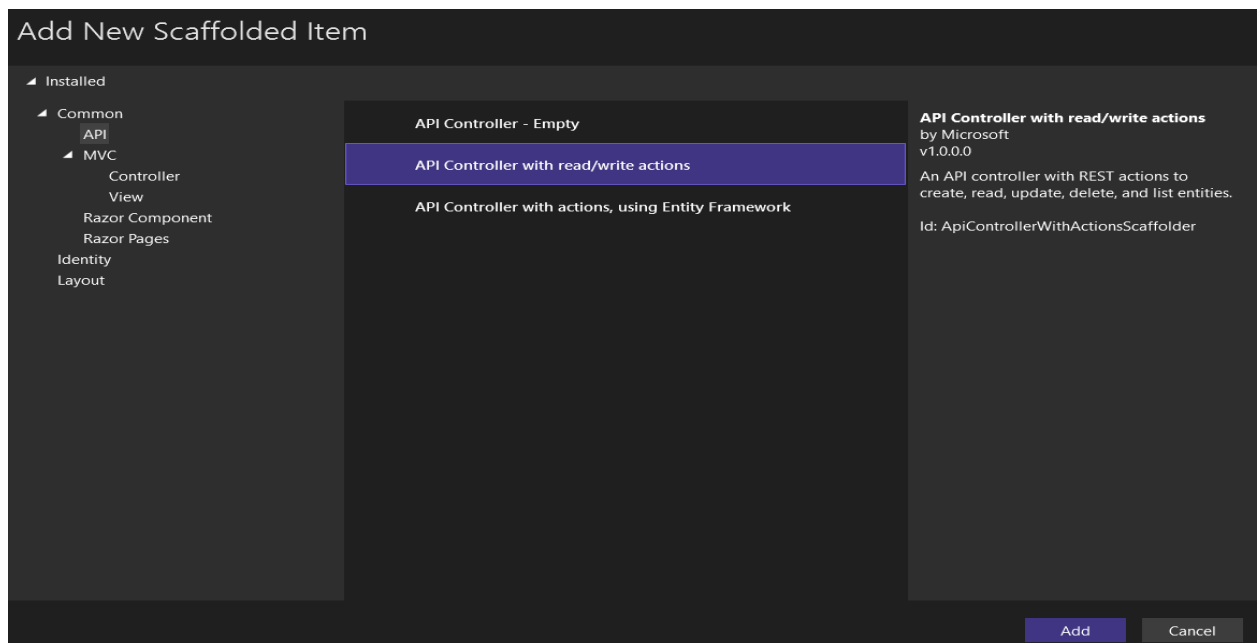 Add New Scaffolded Item
Installed
Common
API
MVC
Controller
View
Razor Component
Razor Pages
Identity
Layout
API Controller - Empty
API Controller with read/write actions
API Controller with actions, using Entity Framework
API Controller with read/write actions
by Microsoft
v1.0.0.0
An API controller with REST actions to
create, read, update, delete, and list entities.
Id: ApiControllerWithActionsScaffolder
Add
Cancel